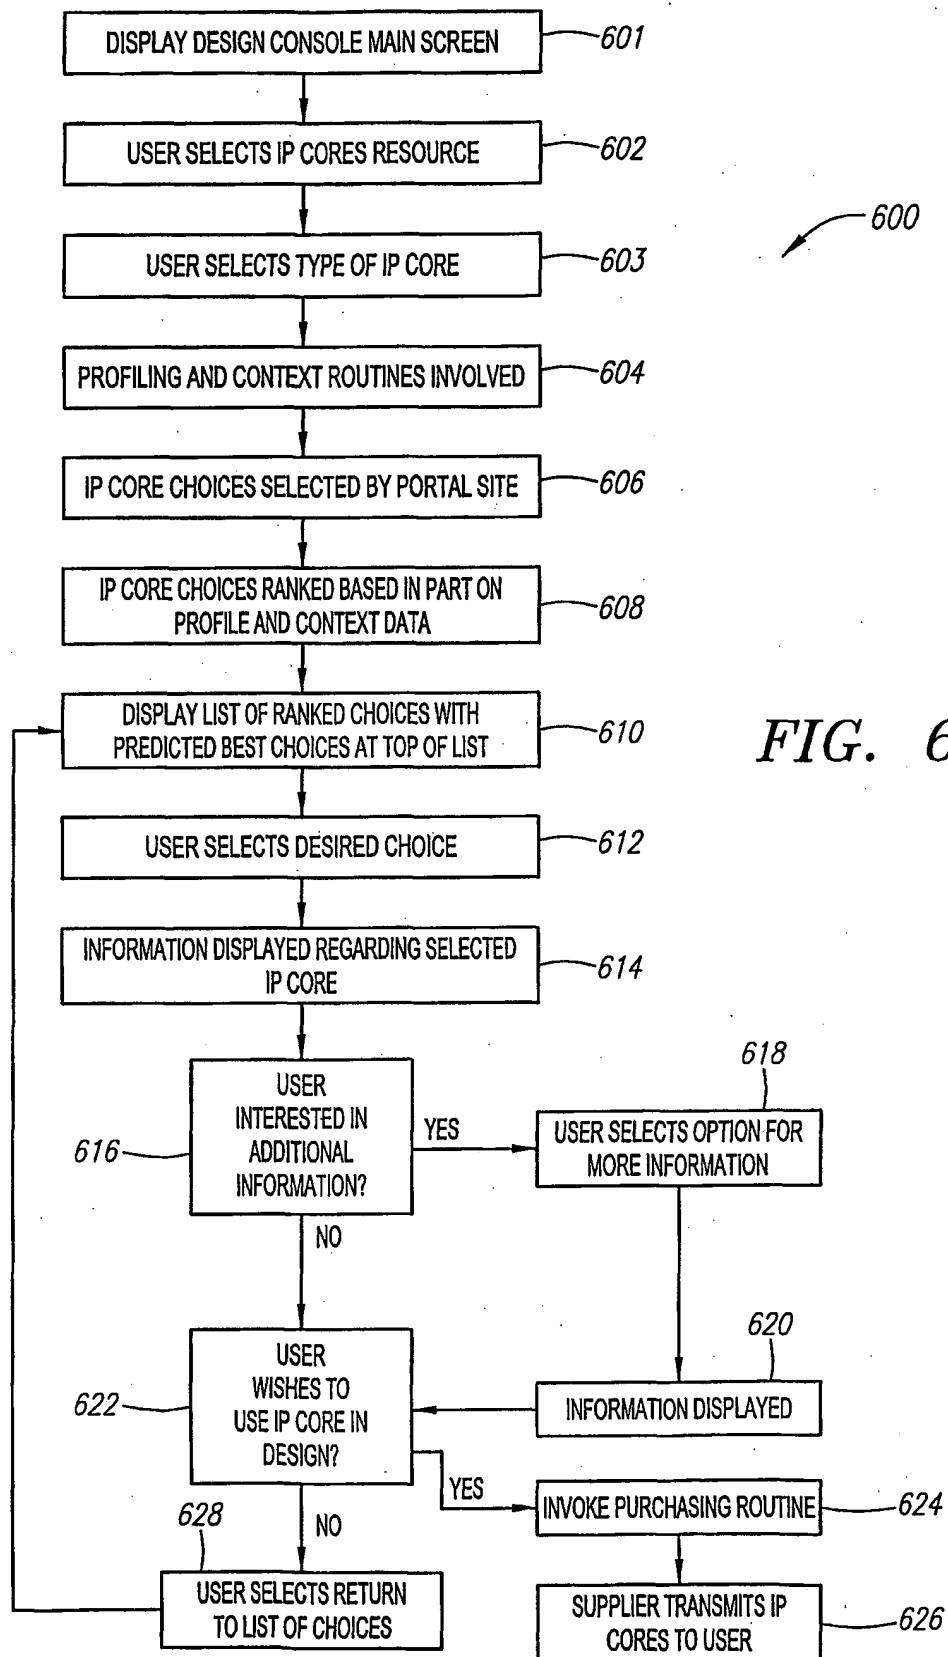 DISPLAY DESIGN CONSOLE MAIN SCREEN
601
USER SELECTS IP CORES RESOURCE
602
600
USER SELECTS TYPE OF IP CORE
603
PROFILING AND CONTEXT ROUTINES INVOLVED
604
IP CORE CHOICES SELECTED BY PORTAL SITE
606
IP CORE CHOICES RANKED BASED IN PART ON
PROFILE AND CONTEXT DATA
608
DISPLAY LIST OF RANKED CHOICES WITH
PREDICTED BEST CHOICES AT TOP OF LIST
610
FIG. 6
USER SELECTS DESIRED CHOICE
612
INFORMATION DISPLAYED REGARDING SELECTED
IP CORE
614
USER
INTERESTED IN
ADDITIONAL
INFORMATION?
616
YES
618
USER SELECTS OPTION FOR
MORE INFORMATION
NO
620
INFORMATION DISPLAYED
USER
WISHES TO
USE IP CORE IN
DESIGN?
622
YES
INVOKE PURCHASING ROUTINE
624
NO
628
USER SELECTS RETURN
TO LIST OF CHOICES
SUPPLIER TRANSMITS IP
CORES TO USER
626